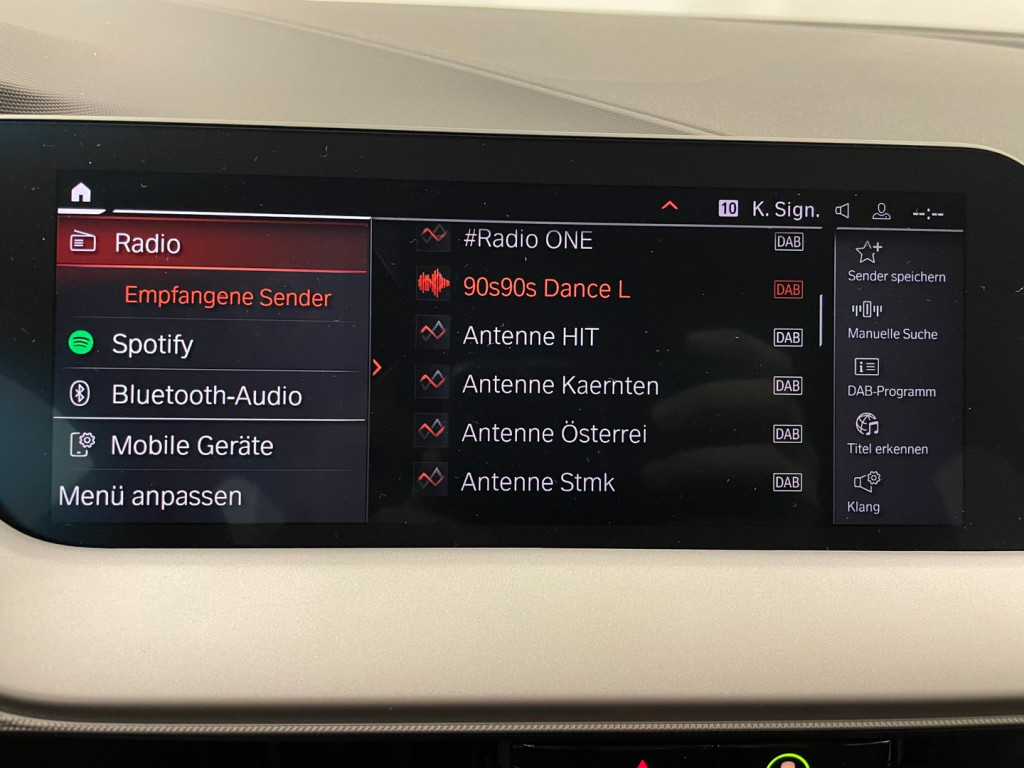 10 K. Sign. --:--
Radio
Empfangene Sender
Spotify
Bluetooth-Audio
Mobile Geräte
Menü anpassen
#Radio ONE DAB
90s90s Dance L DAB
Antenne HIT DAB
Antenne Kaernten DAB
Antenne Österrei DAB
Antenne Stmk DAB
Sender speichern
Manuelle Suche
DAB-Programm
Titel erkennen
Klang